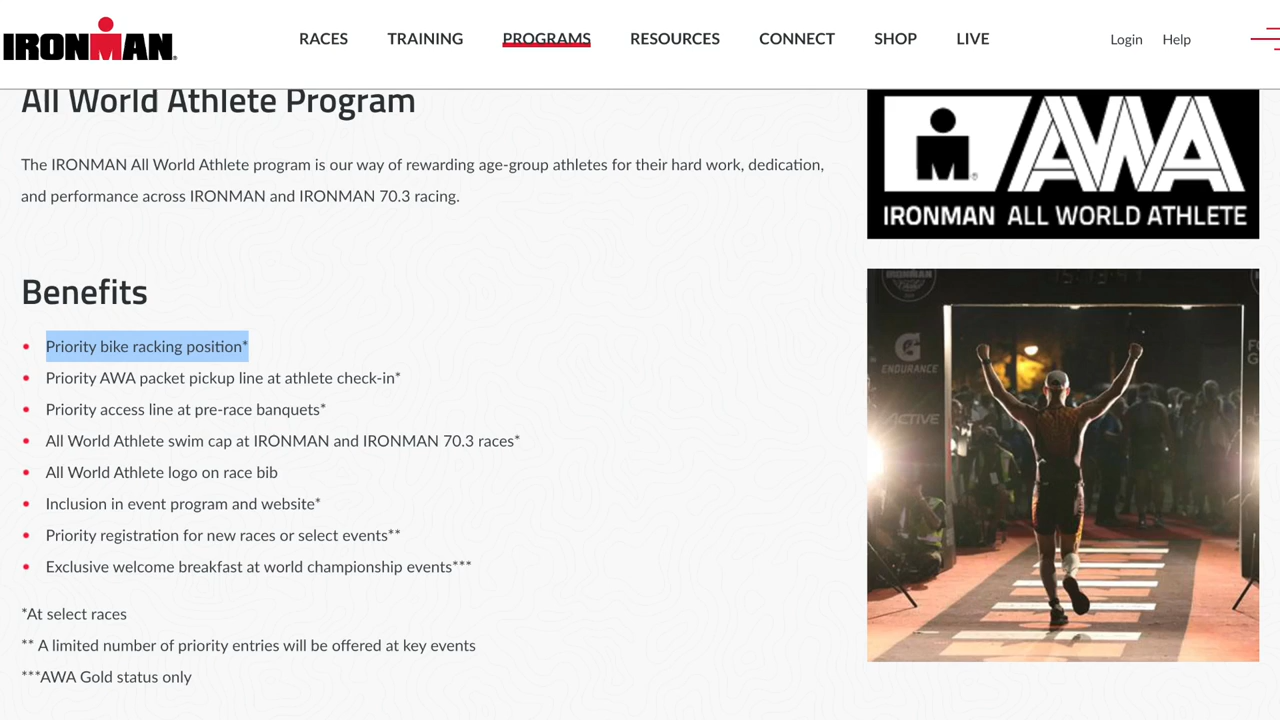 IRONMAN
RACES TRAINING PROGRAMS RESOURCES CONNECT SHOP LIVE Login Help
All World Athlete Program
The IRONMAN All World Athlete program is our way of rewarding age-group athletes for their hard work, dedication,
and performance across IRONMAN and IRONMAN 70.3 racing.
Benefits
Priority bike racking position*
Priority AWA packet pickup line at athlete check-in*
Priority access line at pre-race banquets*
All World Athlete swim cap at IRONMAN and IRONMAN 70.3 races*
All World Athlete logo on race bib
Inclusion in event program and website*
Priority registration for new races or select events**
Exclusive welcome breakfast at world championship events***
*At select races
** A limited number of priority entries will be offered at key events
***AWA Gold status only
AWA
IRONMAN ALL WORLD ATHLETE
IRONMAN
ENDURANCE
ACTIVE